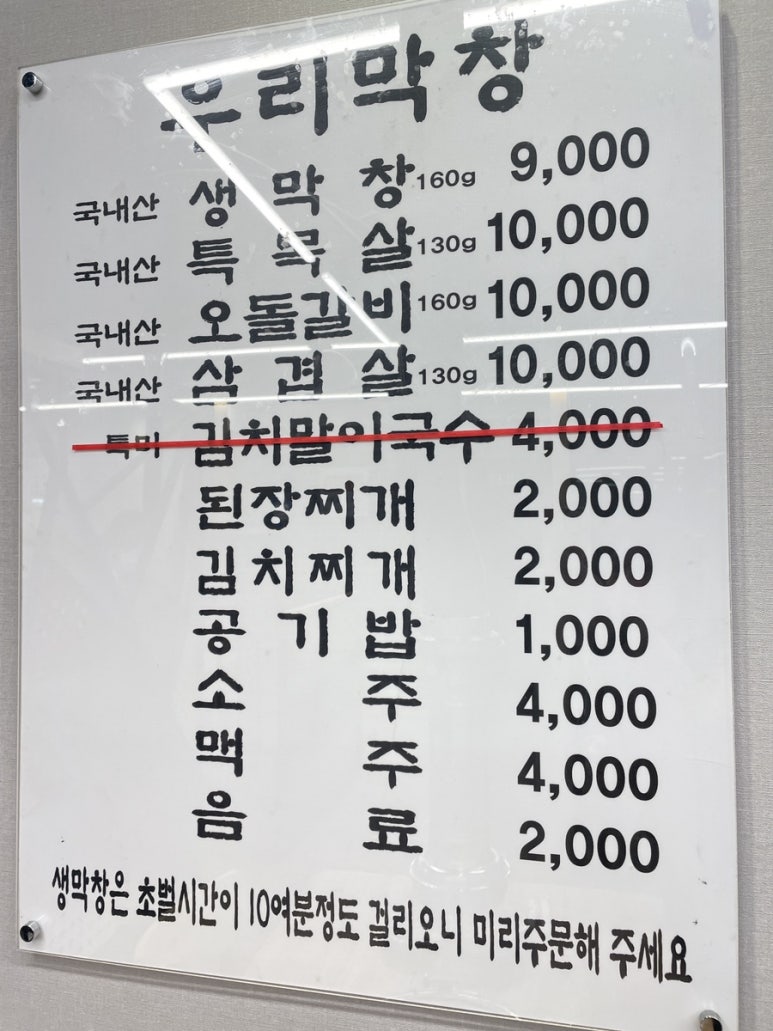 우리막창
국내산 생막창 160g 9,000
국내산 특목살 130g 10,000
국내산 오돌갈비 160g 10,000
국내산 삼겹살 130g 10,000
특미 김치말이국수 4,000
된장찌개 2,000
김치찌개 2,000
공기밥 1,000
소주 4,000
맥주 4,000
음료 2,000
생막창은 초벌시간이 10여분정도 걸리오니 미리주문해 주세요